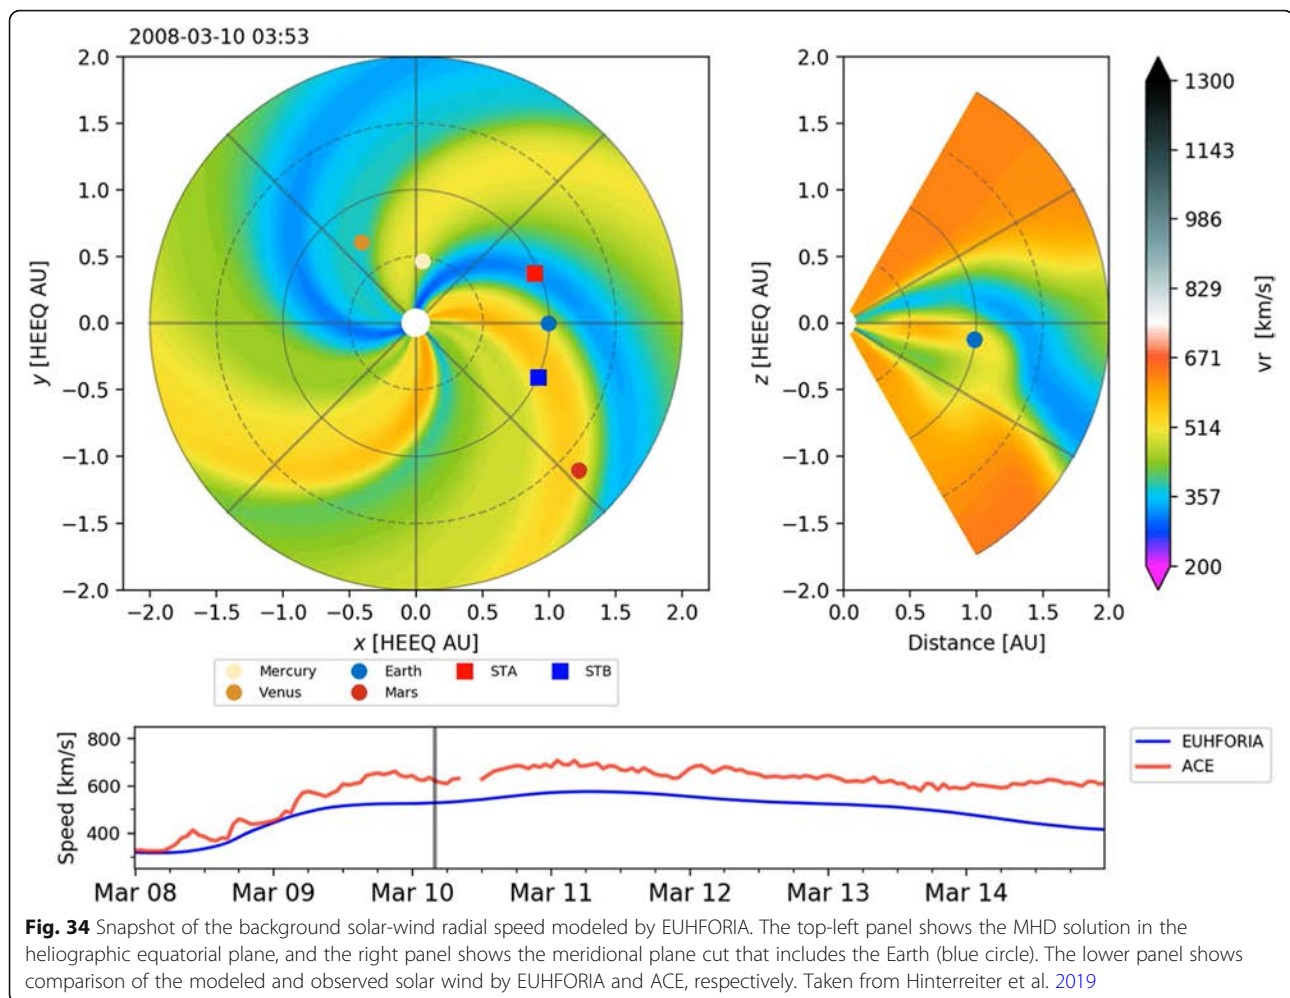 2008-03-10 03:53
2.0
1.5
1.0
0.5
0.0
−0.5
−1.0
−1.5
−2.0
y [HEEQ AU]
−2.0 −1.5 −1.0 −0.5 0.0 0.5 1.0 1.5 2.0
x [HEEQ AU]
2.0
1.5
1.0
0.5
0.0
−0.5
−1.0
−1.5
−2.0
z [HEEQ AU]
0.0 0.5 1.0 1.5 2.0
Distance [AU]
1300
1143
986
829
671
514
357
200
vr [km/s]
Mercury Earth STA STB
Venus Mars
800
600
400
Speed [km/s]
Mar 08 Mar 09 Mar 10 Mar 11 Mar 12 Mar 13 Mar 14
EUHFORIA
ACE
Fig. 34 Snapshot of the background solar-wind radial speed modeled by EUHFORIA. The top-left panel shows the MHD solution in the
heliographic equatorial plane, and the right panel shows the meridional plane cut that includes the Earth (blue circle). The lower panel shows
comparison of the modeled and observed solar wind by EUHFORIA and ACE, respectively. Taken from Hinterreiter et al. 2019